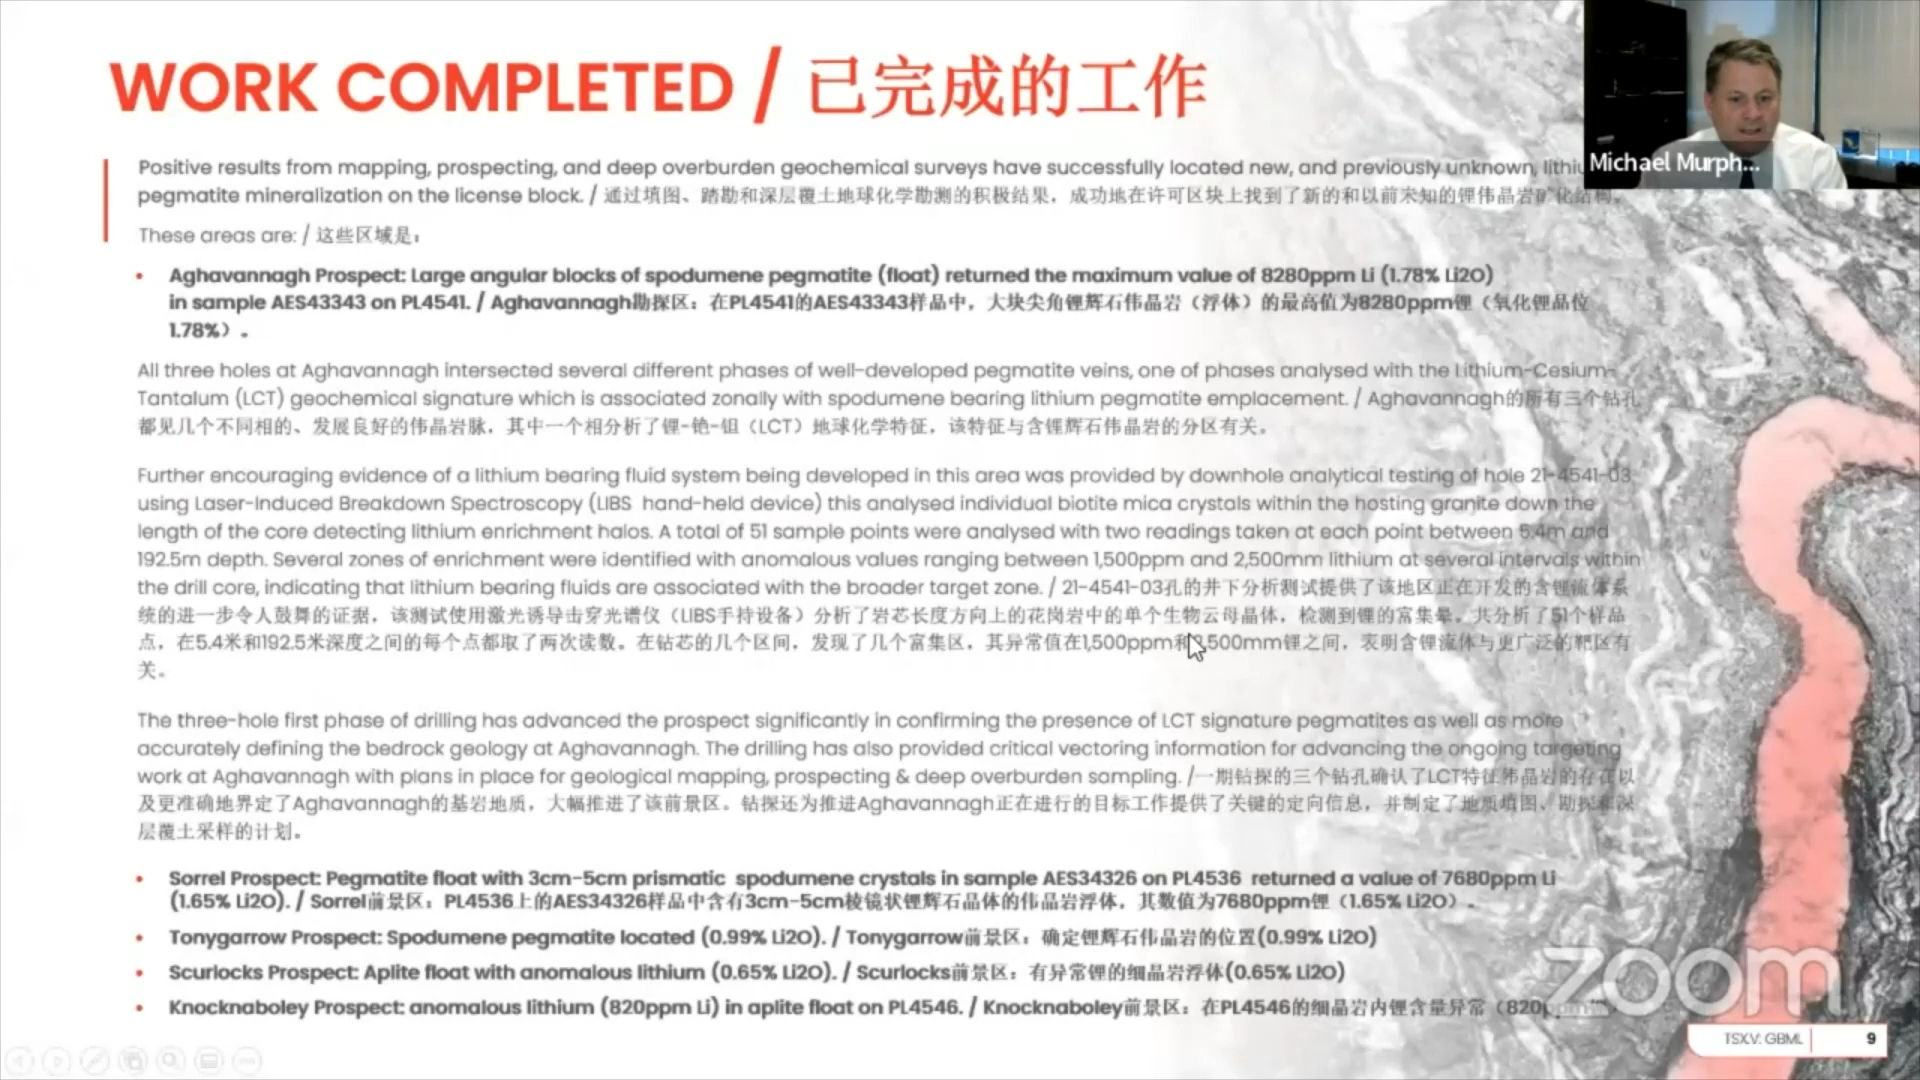 WORK COMPLETED / 已完成的工作
Michael Murph...
Positive results from mapping, prospecting, and deep overburden geochemical surveys have successfully located new, and previously unknown, lithiu
pegmatite mineralization on the license block. / 通过填图、踏勘和深层覆土地球化学勘测的积极结果，成功地在许可区块上找到了新的和以前未知的锂伟晶岩矿化结构。
These areas are: / 这些区域是：
• Aghavannagh Prospect: Large angular blocks of spodumene pegmatite (float) returned the maximum value of 8280ppm Li (1.78% Li2O)
in sample AES43343 on PL4541. / Aghavannagh勘探区：在PL4541的AES43343样品中，大块尖角锂辉石伟晶岩（浮体）的最高值为8280ppm锂（氧化锂品位
1.78%）。
All three holes at Aghavannagh intersected several different phases of well-developed pegmatite veins, one of phases analysed with the Lithium-Cesium-
Tantalum (LCT) geochemical signature which is associated zonally with spodumene bearing lithium pegmatite emplacement. / Aghavannagh的所有三个钻孔
都见几个不同相的、发展良好的伟晶岩脉，其中一个相分析了锂-铯-钽（LCT）地球化学特征，该特征与含锂辉石伟晶岩的分区有关。
Further encouraging evidence of a lithium bearing fluid system being developed in this area was provided by downhole analytical testing of hole 21-4541-03
using Laser-Induced Breakdown Spectroscopy (LIBS hand-held device) this analysed individual biotite mica crystals within the hosting granite down the
length of the core detecting lithium enrichment halos. A total of 51 sample points were analysed with two readings taken at each point between 5.4m and
192.5m depth. Several zones of enrichment were identified with anomalous values ranging between 1,500ppm and 2,500mm lithium at several intervals within
the drill core, indicating that lithium bearing fluids are associated with the broader target zone. / 21-4541-03孔的井下分析测试提供了该地区正在开发的含锂流体系
统的进一步令人鼓舞的证据，该测试使用激光诱导击穿光谱仪（LIBS手持设备）分析了岩芯长度方向上的花岗岩中的单个生物云母晶体，检测到锂的富集晕。共分析了51个样品
点，在5.4米和192.5米深度之间的每个点都取了两次读数。在钻芯的几个区间，发现了几个富集区，其异常值在1,500ppm和2,500mm锂之间，表明含锂流体与更广泛的靶区有
关。
The three-hole first phase of drilling has advanced the prospect significantly in confirming the presence of LCT signature pegmatites as well as more
accurately defining the bedrock geology at Aghavannagh. The drilling has also provided critical vectoring information for advancing the ongoing targeting
work at Aghavannagh with plans in place for geological mapping, prospecting & deep overburden sampling. /一期钻探的三个钻孔确认了LCT特征伟晶岩的存在以
及更准确地界定了Aghavannagh的基岩地质，大幅推进了该前景区。钻探还为推进Aghavannagh正在进行的目标工作提供了关键的定向信息，并制定了地质填图、勘探和深
层覆土采样的计划。
• Sorrel Prospect: Pegmatite float with 3cm-5cm prismatic spodumene crystals in sample AES34326 on PL4536 returned a value of 7680ppm Li
(1.65% Li2O). / Sorrel前景区：PL4536上的AES34326样品中含有3cm-5cm棱镜状锂辉石晶体的伟晶岩浮体，其数值为7680ppm锂（1.65% Li2O）。
• Tonygarrow Prospect: Spodumene pegmatite located (0.99% Li2O). / Tonygarrow前景区：确定锂辉石伟晶岩的位置(0.99% Li2O)
• Scurlocks Prospect: Aplite float with anomalous lithium (0.65% Li2O). / Scurlocks前景区：有异常锂的细晶岩浮体(0.65% Li2O)
• Knocknaboley Prospect: anomalous lithium (820ppm Li) in aplite float on PL4546. / Knocknaboley前景区：在PL4546的细晶岩内锂含量异常（820
zoom
TSX.V: GBML 9